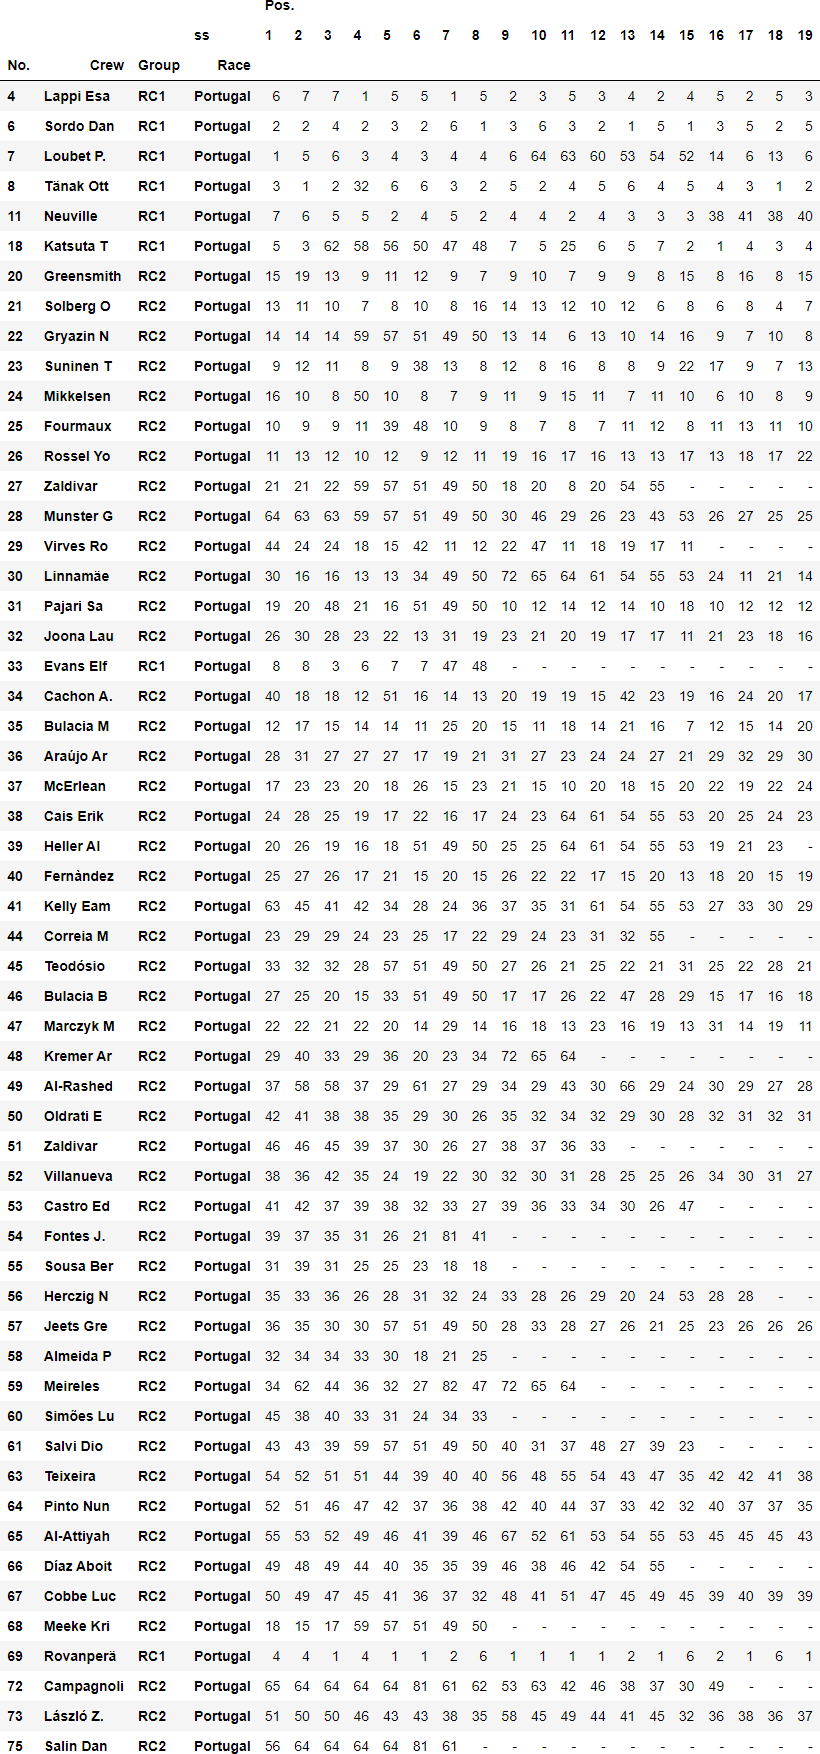 Pos.
ss 1 2 3 4 5 6 7 8 9 10 11 12 13 14 15 16 17 18 19
No. Crew Group Race
4 Lappi Esa RC1 Portugal 6 7 7 1 5 5 1 5 2 3 5 3 4 2 4 5 2 5 3
6 Sordo Dan RC1 Portugal 2 2 4 2 3 2 6 1 3 6 3 2 1 5 1 3 5 2 5
7 Loubet P. RC1 Portugal 1 5 6 3 4 3 4 4 6 64 63 60 53 54 52 14 6 13 6
8 Tänak Ott RC1 Portugal 3 1 2 32 6 6 3 2 5 2 4 5 6 4 5 4 3 1 2
11 Neuville RC1 Portugal 7 6 5 5 2 4 5 2 4 4 2 4 3 3 3 38 41 38 40
18 Katsuta T RC1 Portugal 5 3 62 58 56 50 47 48 7 5 25 6 5 7 2 1 4 3 4
20 Greensmith RC2 Portugal 15 19 13 9 11 12 9 7 9 10 7 9 9 8 15 8 16 8 15
21 Solberg O RC2 Portugal 13 11 10 7 8 10 8 16 14 13 12 10 12 6 8 6 8 4 7
22 Gryazin N RC2 Portugal 14 14 14 59 57 51 49 50 13 14 6 13 10 14 16 9 7 10 8
23 Suninen T RC2 Portugal 9 12 11 8 9 38 13 8 12 8 16 8 8 9 22 17 9 7 13
24 Mikkelsen RC2 Portugal 16 10 8 50 10 8 7 9 11 9 15 11 7 11 10 6 10 8 9
25 Fourmaux RC2 Portugal 10 9 9 11 39 48 10 9 8 7 8 7 11 12 8 11 13 11 10
26 Rossel Yo RC2 Portugal 11 13 12 10 12 9 12 11 19 16 17 16 13 13 17 13 18 17 22
27 Zaldivar RC2 Portugal 21 21 22 59 57 51 49 50 18 20 8 20 54 55 - - - - -
28 Munster G RC2 Portugal 64 63 63 59 57 51 49 50 30 46 29 26 23 43 53 26 27 25 25
29 Virves Ro RC2 Portugal 44 24 24 18 15 42 11 12 22 47 11 18 19 17 11 - - - -
30 Linnamäe RC2 Portugal 30 16 16 13 13 34 49 50 72 65 64 61 54 55 53 24 11 21 14
31 Pajari Sa RC2 Portugal 19 20 48 21 16 51 49 50 10 12 14 12 14 10 18 10 12 12 12
32 Joona Lau RC2 Portugal 26 30 28 23 22 13 31 19 23 21 20 19 17 17 11 21 23 18 16
33 Evans Elf RC1 Portugal 8 8 3 6 7 7 47 48 - - - - - - - - - - -
34 Cachon A. RC2 Portugal 40 18 18 12 51 16 14 13 20 19 19 15 42 23 19 16 24 20 17
35 Bulacia M RC2 Portugal 12 17 15 14 14 11 25 20 15 11 18 14 21 16 7 12 15 14 20
36 Araújo Ar RC2 Portugal 28 31 27 27 27 17 19 21 31 27 23 24 24 27 21 29 32 29 30
37 McErlean RC2 Portugal 17 23 23 20 18 26 15 23 21 15 10 20 18 15 20 22 19 22 24
38 Cais Erik RC2 Portugal 24 28 25 19 17 22 16 17 24 23 64 61 54 55 53 20 25 24 23
39 Heller Al RC2 Portugal 20 26 19 16 18 51 49 50 25 25 64 61 54 55 53 19 21 23 -
40 Fernàndez RC2 Portugal 25 27 26 17 21 15 20 15 26 22 22 17 15 20 13 18 20 15 19
41 Kelly Eam RC2 Portugal 63 45 41 42 34 28 24 36 37 35 31 61 54 55 53 27 33 30 29
44 Correia M RC2 Portugal 23 29 29 24 23 25 17 22 29 24 23 31 32 55 - - - - -
45 Teodósio RC2 Portugal 33 32 32 28 57 51 49 50 27 26 21 25 22 21 31 25 22 28 21
46 Bulacia B RC2 Portugal 27 25 20 15 33 51 49 50 17 17 26 22 47 28 29 15 17 16 18
47 Marczyk M RC2 Portugal 22 22 21 22 20 14 29 14 16 18 13 23 16 19 13 31 14 19 11
48 Kremer Ar RC2 Portugal 29 40 33 29 36 20 23 34 72 65 64 - - - - - - - -
49 Al-Rashed RC2 Portugal 37 58 58 37 29 61 27 29 34 29 43 30 66 29 24 30 29 27 28
50 Oldrati E RC2 Portugal 42 41 38 38 35 29 30 26 35 32 34 32 29 30 28 32 31 32 31
51 Zaldivar RC2 Portugal 46 46 45 39 37 30 26 27 38 37 36 33 - - - - - - -
52 Villanueva RC2 Portugal 38 36 42 35 24 19 22 30 32 30 31 28 25 25 26 34 30 31 27
53 Castro Ed RC2 Portugal 41 42 37 39 38 32 33 27 39 36 33 34 30 26 47 - - - -
54 Fontes J. RC2 Portugal 39 37 35 31 26 21 81 41 - - - - - - - - - - -
55 Sousa Ber RC2 Portugal 31 39 31 25 25 23 18 18 - - - - - - - - - - -
56 Herczig N RC2 Portugal 35 33 36 26 28 31 32 24 33 28 26 29 20 24 53 28 28 - -
57 Jeets Gre RC2 Portugal 36 35 30 30 57 51 49 50 28 33 28 27 26 21 25 23 26 26 26
58 Almeida P RC2 Portugal 32 34 34 33 30 18 21 25 - - - - - - - - - - -
59 Meireles RC2 Portugal 34 62 44 36 32 27 82 47 72 65 64 - - - - - - - -
60 Simões Lu RC2 Portugal 45 38 40 33 31 24 34 33 - - - - - - - - - - -
61 Salvi Dio RC2 Portugal 43 43 39 59 57 51 49 50 40 31 37 48 27 39 23 - - - -
63 Teixeira RC2 Portugal 54 52 51 51 44 39 40 40 56 48 55 54 43 47 35 42 42 41 38
64 Pinto Nun RC2 Portugal 52 51 46 47 42 37 36 38 42 40 44 37 33 42 32 40 37 37 35
65 Al-Attiyah RC2 Portugal 55 53 52 49 46 41 39 46 67 52 61 53 54 55 53 45 45 45 43
66 Díaz Aboit RC2 Portugal 49 48 49 44 40 35 35 39 46 38 46 42 54 55 - - - - -
67 Cobbe Luc RC2 Portugal 50 49 47 45 41 36 37 32 48 41 51 47 45 49 45 39 40 39 39
68 Meeke Kri RC2 Portugal 18 15 17 59 57 51 49 50 - - - - - - - - - - -
69 Rovanperä RC1 Portugal 4 4 1 4 1 1 2 6 1 1 1 1 2 1 6 2 1 6 1
72 Campagnoli RC2 Portugal 65 64 64 64 64 81 61 62 53 63 42 46 38 37 30 49 - - -
73 László Z. RC2 Portugal 51 50 50 46 43 43 38 35 58 45 49 44 41 45 32 36 38 36 37
75 Salin Dan RC2 Portugal 56 64 64 64 64 81 61 - - - - - - - - - - - -